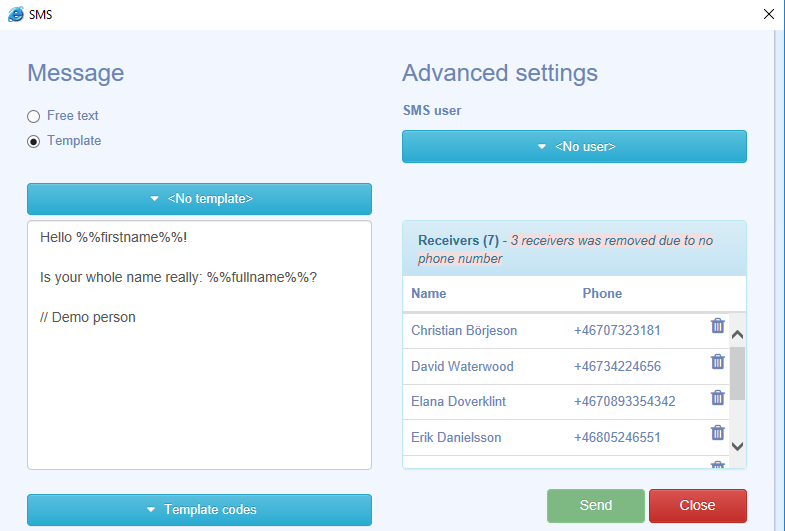 SMS
Message
Free text
Template
<No template>
Hello %%firstname%%!
Is your whole name really: %%fullname%%?
// Demo person
Template codes
Advanced settings
SMS user
<No user>
Receivers (7) - 3 receivers was removed due to no
phone number
Name Phone
Christian Börjeson +46707323181
David Waterwood +46734224656
Elana Doverklint +4670893354342
Erik Danielsson +46805246551
Send Close